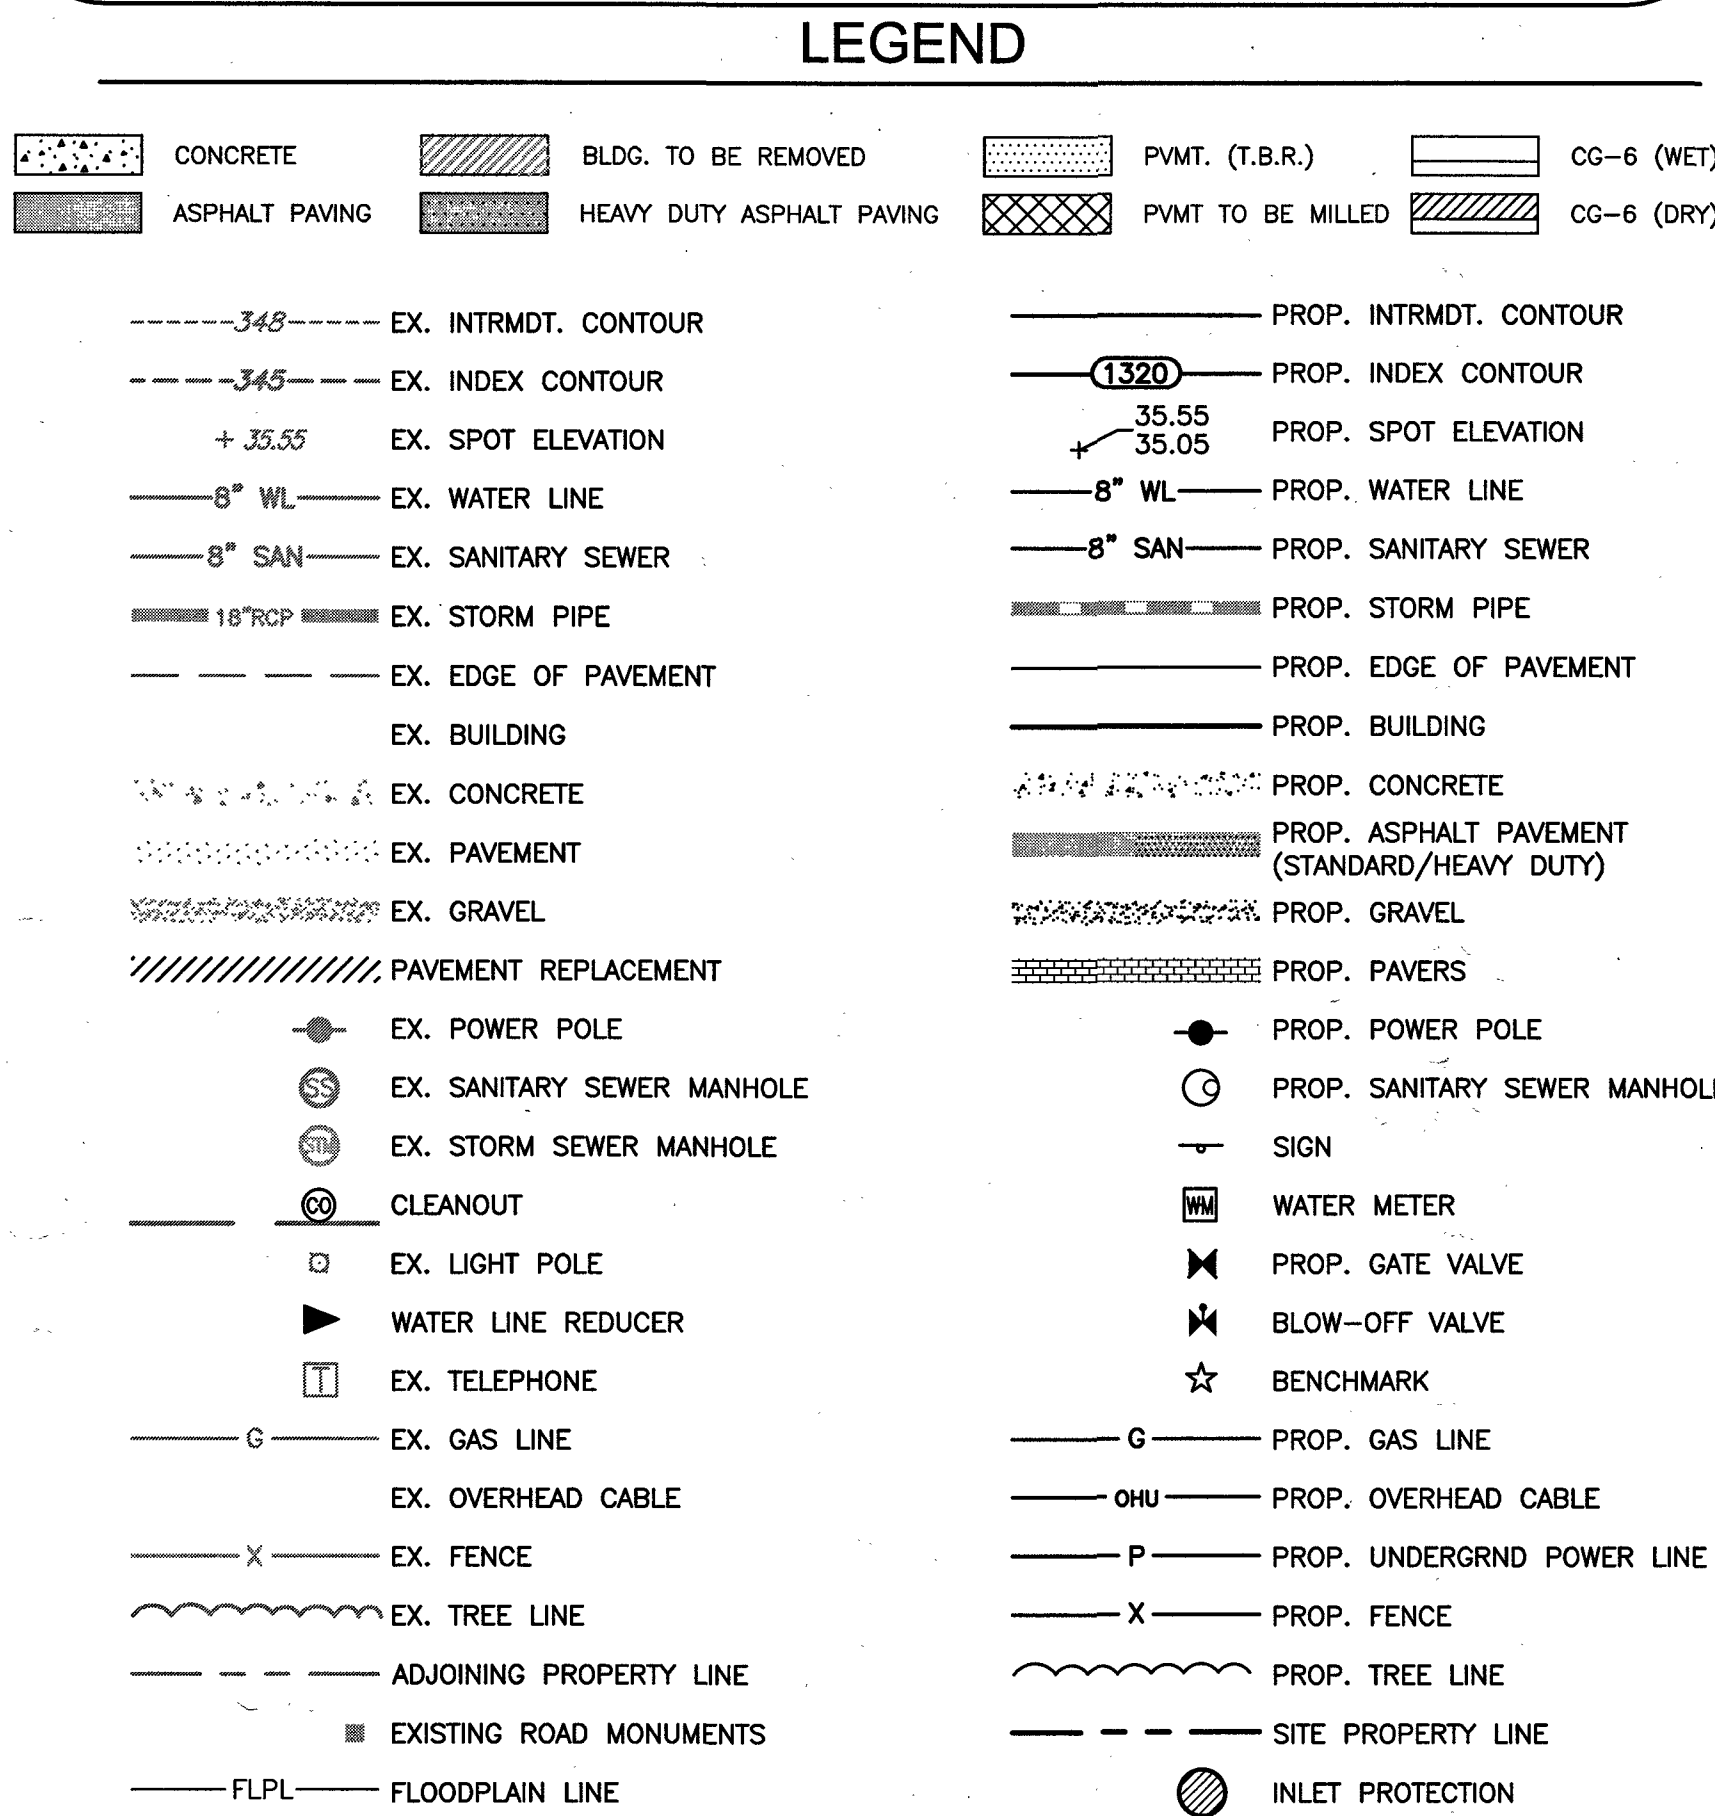 LEGEND
CONCRETE BLDG. TO BE REMOVED PVMT. (T.B.R.) CG-6 (WET)
ASPHALT PAVING HEAVY DUTY ASPHALT PAVING PVMT TO BE MILLED CG-6 (DRY)
348 EX. INTRMDT. CONTOUR
345 EX. INDEX CONTOUR
+ 35.55 EX. SPOT ELEVATION
8" WL EX. WATER LINE
8" SAN EX. SANITARY SEWER
18"RCP EX. STORM PIPE
EX. EDGE OF PAVEMENT
EX. BUILDING
EX. CONCRETE
EX. PAVEMENT
EX. GRAVEL
PAVEMENT REPLACEMENT
EX. POWER POLE
SS EX. SANITARY SEWER MANHOLE
STM EX. STORM SEWER MANHOLE
CO CLEANOUT
EX. LIGHT POLE
WATER LINE REDUCER
T EX. TELEPHONE
G EX. GAS LINE
EX. OVERHEAD CABLE
X EX. FENCE
EX. TREE LINE
ADJOINING PROPERTY LINE
EXISTING ROAD MONUMENTS
FLPL FLOODPLAIN LINE
PROP. INTRMDT. CONTOUR
1320 PROP. INDEX CONTOUR
35.55
35.05 PROP. SPOT ELEVATION
8" WL PROP. WATER LINE
8" SAN PROP. SANITARY SEWER
PROP. STORM PIPE
PROP. EDGE OF PAVEMENT
PROP. BUILDING
PROP. CONCRETE
PROP. ASPHALT PAVEMENT
(STANDARD/HEAVY DUTY)
PROP. GRAVEL
PROP. PAVERS
PROP. POWER POLE
PROP. SANITARY SEWER MANHOLE
SIGN
WM WATER METER
PROP. GATE VALVE
BLOW-OFF VALVE
BENCHMARK
G PROP. GAS LINE
OHU PROP. OVERHEAD CABLE
P PROP. UNDERGRND POWER LINE
X PROP. FENCE
PROP. TREE LINE
SITE PROPERTY LINE
INLET PROTECTION